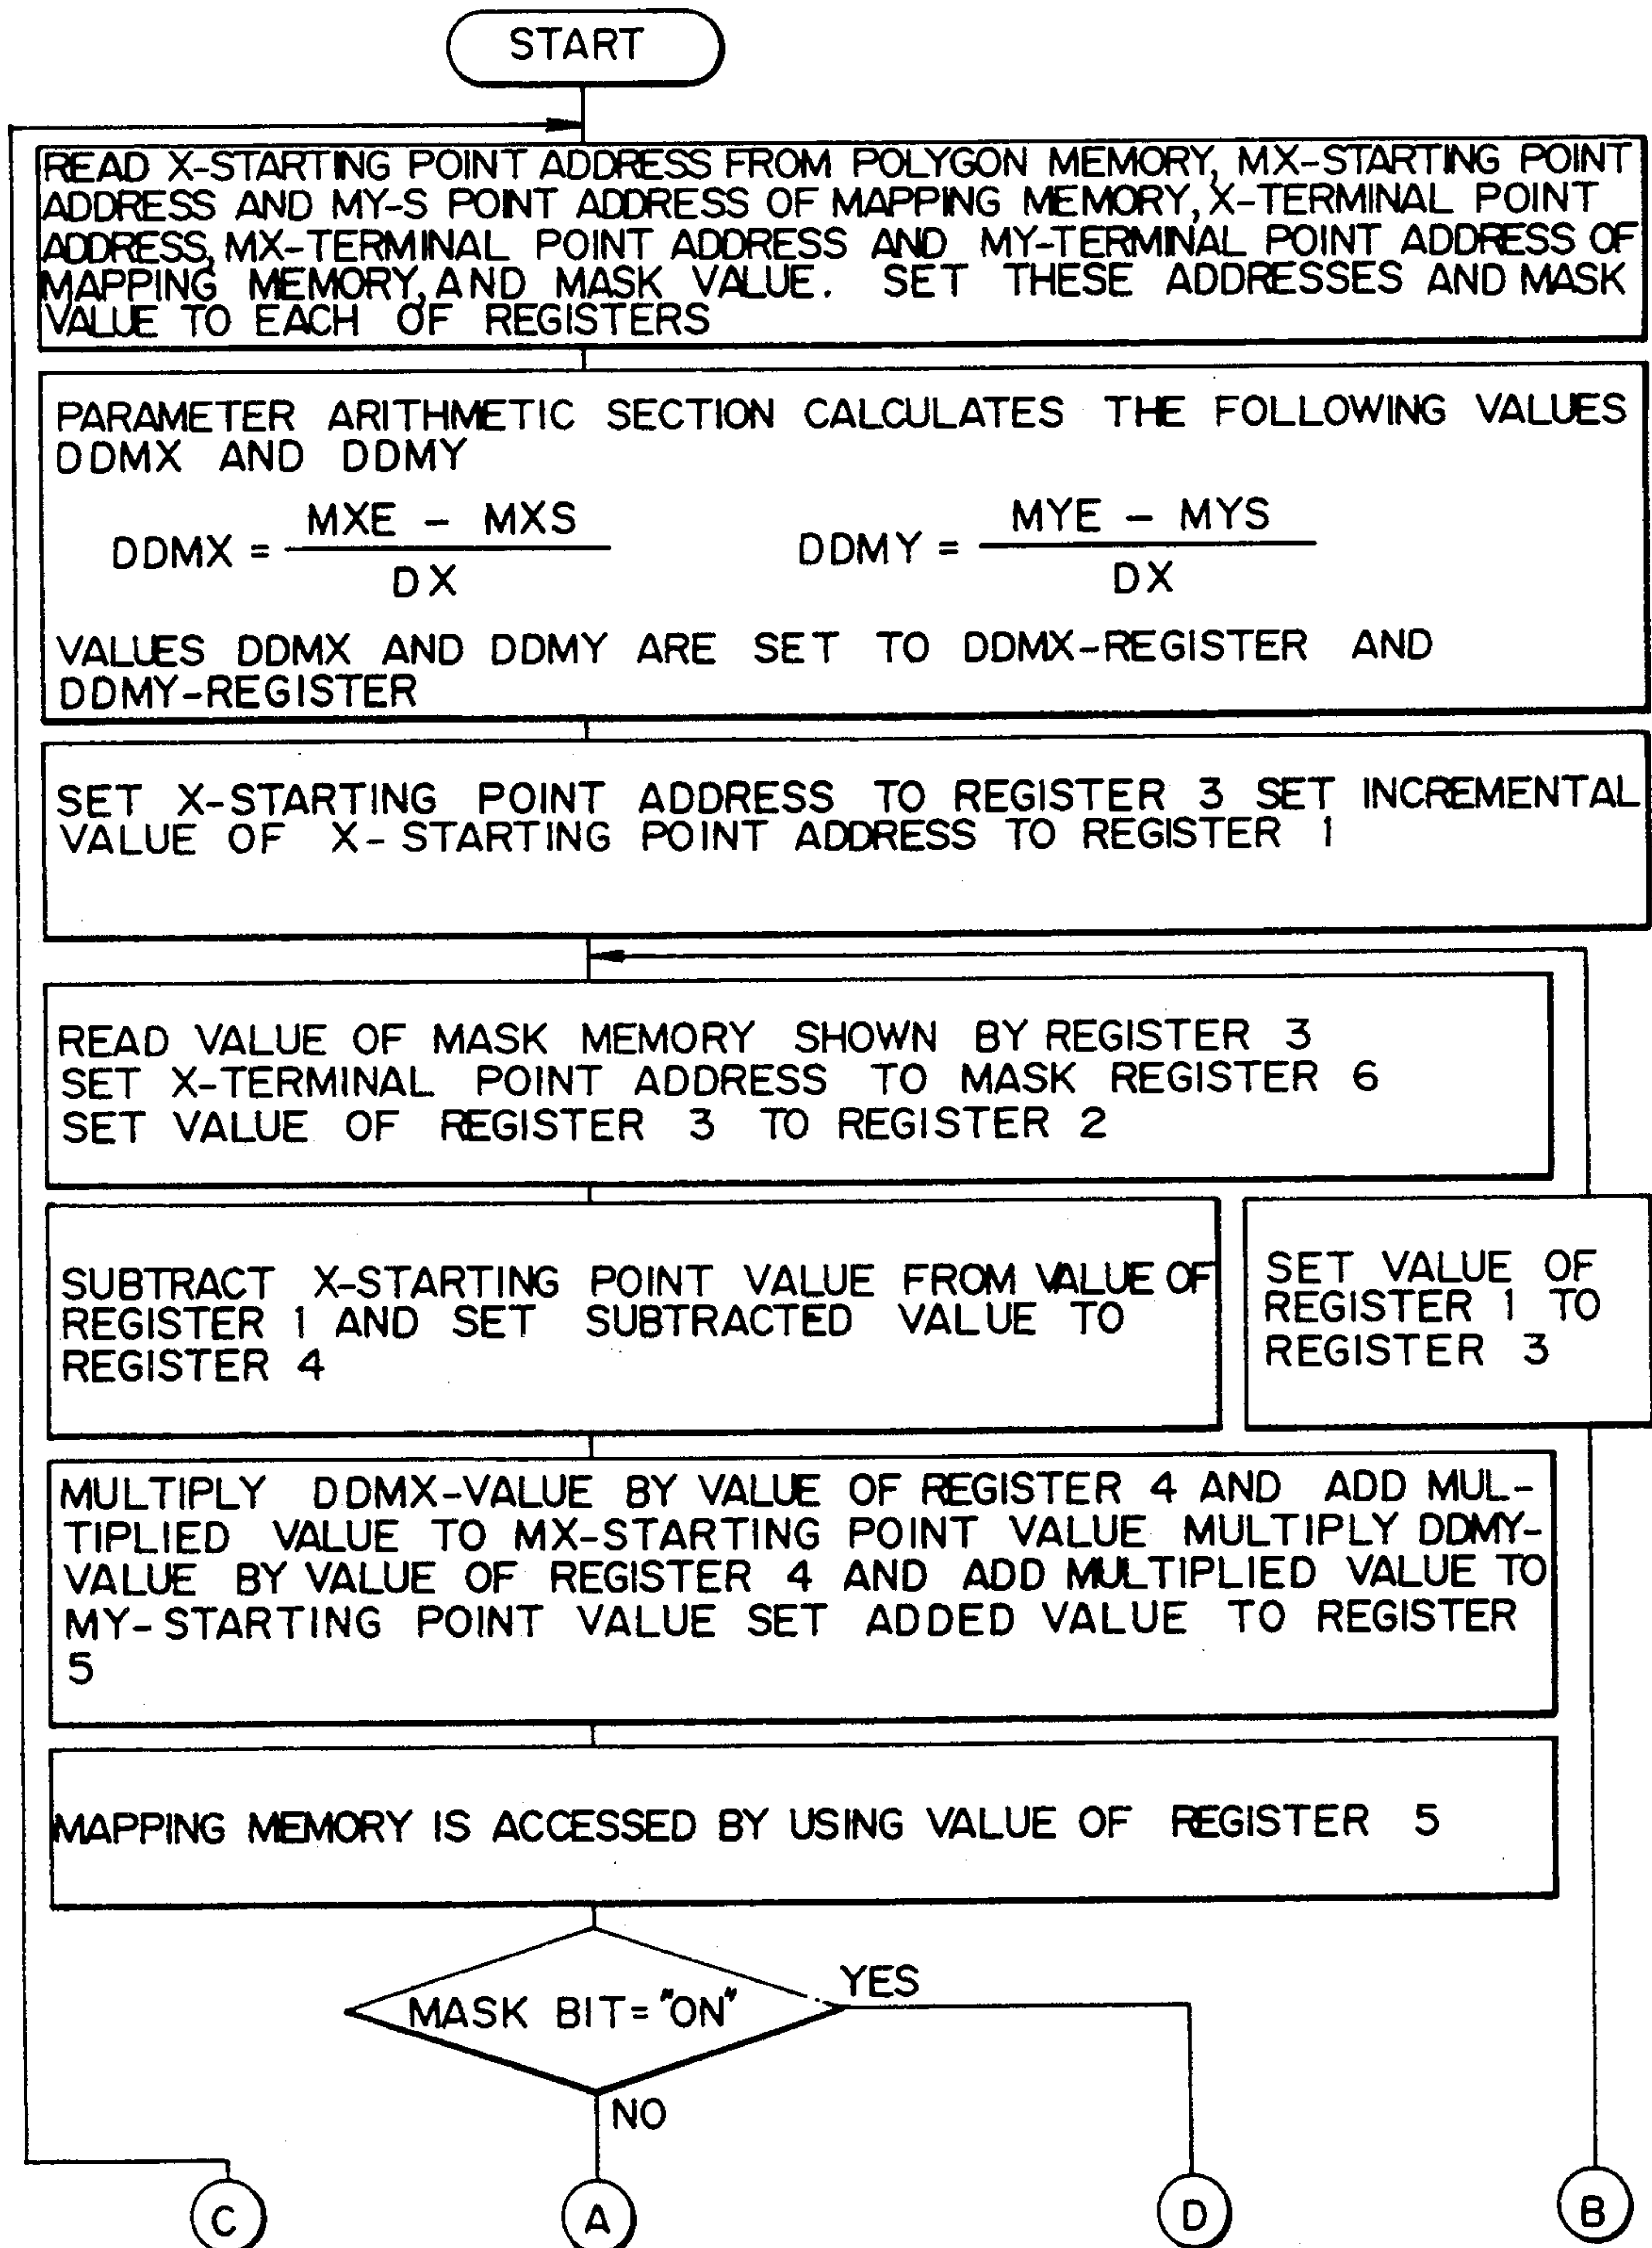 START
READ X-STARTING POINT ADDRESS FROM POLYGON MEMORY, MX-STARTING POINT
ADDRESS AND MY-S POINT ADDRESS OF MAPPING MEMORY, X-TERMINAL POINT
ADDRESS, MX-TERMINAL POINT ADDRESS AND MY-TERMINAL POINT ADDRESS OF
MAPPING MEMORY, AND MASK VALUE. SET THESE ADDRESSES AND MASK
VALUE TO EACH OF REGISTERS
PARAMETER ARITHMETIC SECTION CALCULATES THE FOLLOWING VALUES
DDMX AND DDMY
MXE - MXS
DDMX =
DX
MYE - MYS
DDMY =
DX
VALUES DDMX AND DDMY ARE SET TO DDMX-REGISTER AND
DDMY-REGISTER
SET X-STARTING POINT ADDRESS TO REGISTER 3 SET INCREMENTAL
VALUE OF X-STARTING POINT ADDRESS TO REGISTER 1
READ VALUE OF MASK MEMORY SHOWN BY REGISTER 3
SET X-TERMINAL POINT ADDRESS TO MASK REGISTER 6
SET VALUE OF REGISTER 3 TO REGISTER 2
SUBTRACT X-STARTING POINT VALUE FROM VALUE OF
REGISTER 1 AND SET SUBTRACTED VALUE TO
REGISTER 4
SET VALUE OF
REGISTER 1 TO
REGISTER 3
MULTIPLY DDMX-VALUE BY VALUE OF REGISTER 4 AND ADD MUL-
TIPLIED VALUE TO MX-STARTING POINT VALUE MULTIPLY DDMY-
VALUE BY VALUE OF REGISTER 4 AND ADD MULTIPLIED VALUE TO
MY-STARTING POINT VALUE SET ADDED VALUE TO REGISTER
5
MAPPING MEMORY IS ACCESSED BY USING VALUE OF REGISTER 5
MASK BIT="ON"
YES
NO
C
A
D
B